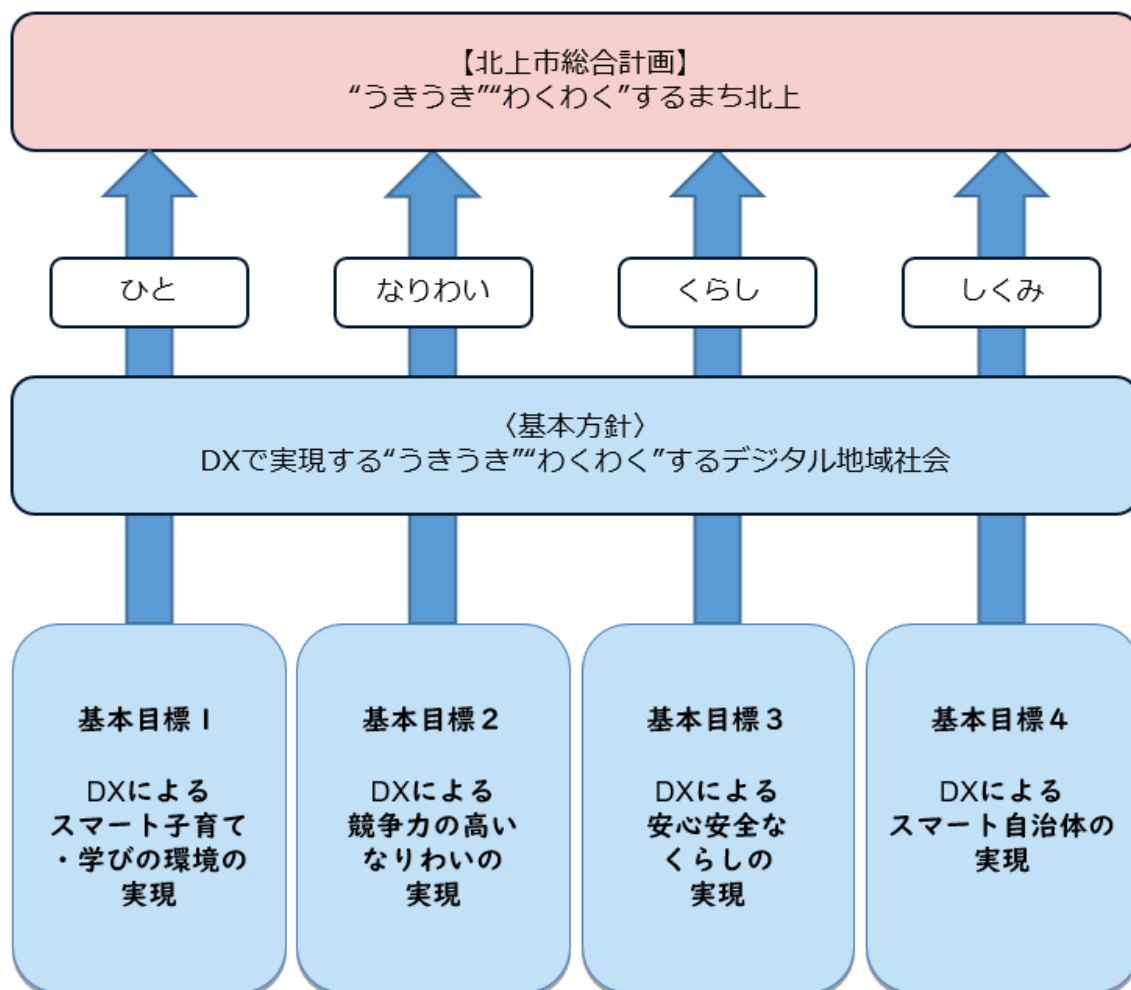 【北上市総合計画】
“うきうき”“わくわく”するまち北上
ひと
なりわい
くらし
しくみ
〈基本方針〉
DXで実現する“うきうき”“わくわく”するデジタル地域社会
基本目標1
DXによる
スマート子育て
・学びの環境の
実現
基本目標2
DXによる
競争力の高い
なりわいの
実現
基本目標3
DXによる
安心安全な
くらしの
実現
基本目標4
DXによる
スマート自治体の
実現